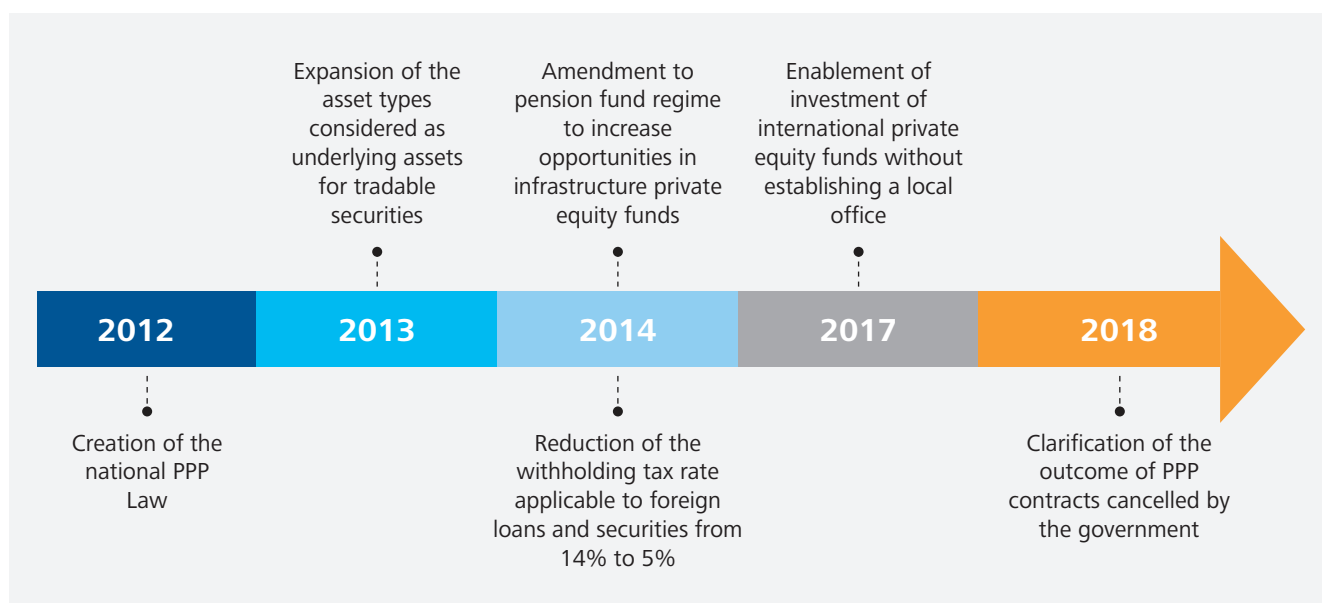 Expansion of the
asset types
considered as
underlying assets
for tradable
securities
Amendment to
pension fund regime
to increase
opportunities in
infrastructure private
equity funds
Enablement of
investment of
international private
equity funds without
establishing a local
office
2012
2013
2014
2017
2018
Creation of the
national PPP
Law
Reduction of the
withholding tax rate
applicable to foreign
loans and securities from
14% to 5%
Clarification of the
outcome of PPP
contracts cancelled by
the government